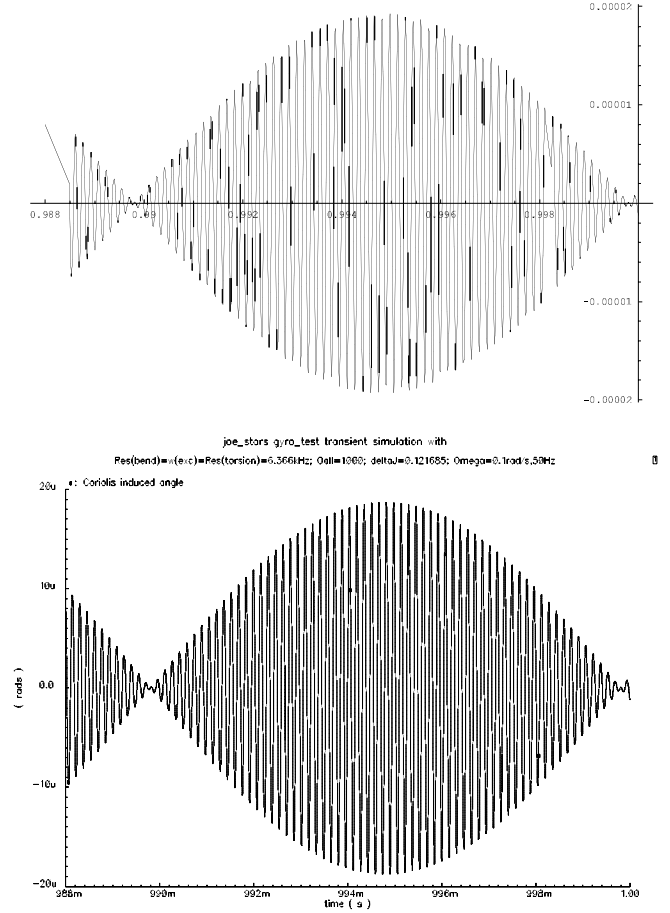 0.00002
0.00001
0.988 0.99 0.992 0.994 0.996 0.998
-0.00001
-0.00002
joe_stars gyro_test transient simulation with
Res(bend)=w(exc)=Res(torsion)=6.366kHz; Qall=1000; deltaJ=0.121685; Omega=0.1rad/s,50Hz
20u
: Coriolis induced angle
10u
0.0
( rads )
-10u
-20u
988m 990m 992m 994m 996m 998m 1.00
time ( s )